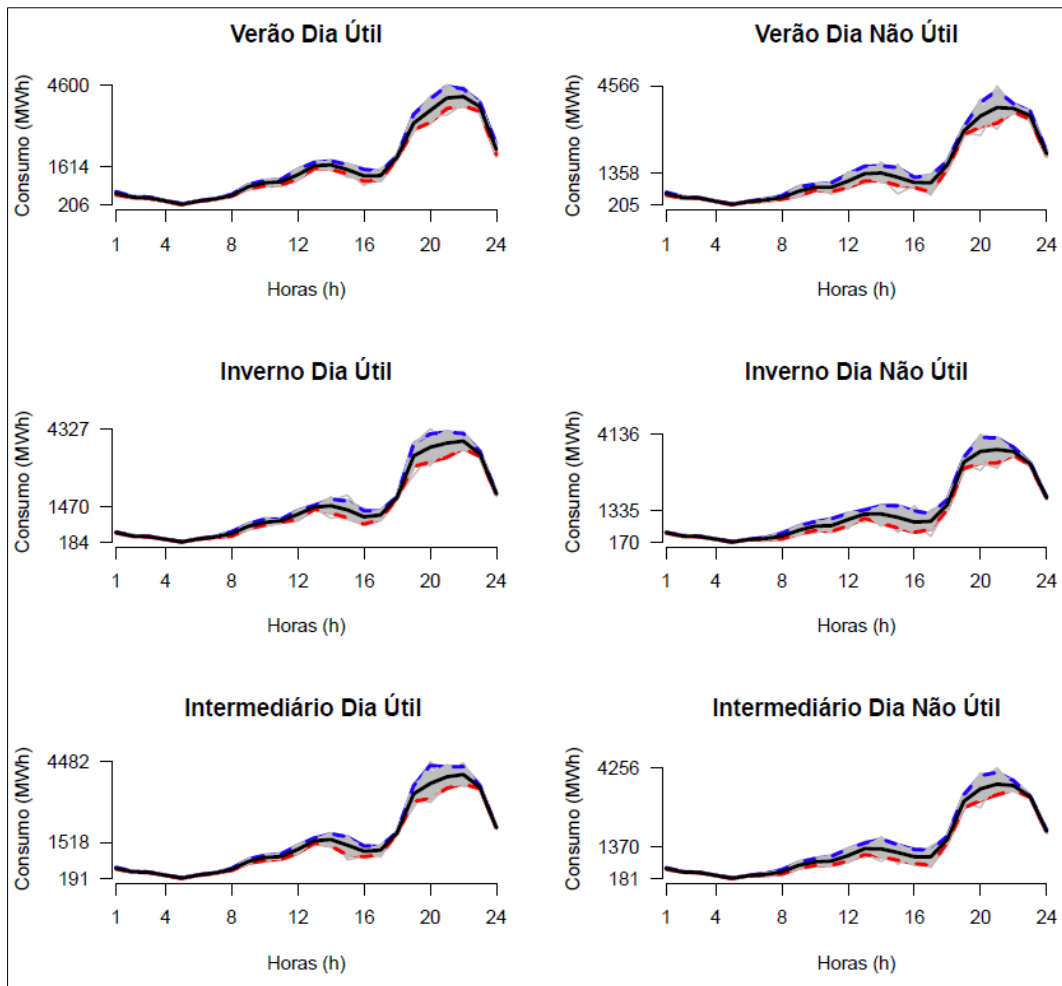 Verão Dia Útil
Consumo (MWh)
4600
1614
206
1 4 8 12 16 20 24
Horas (h)
Verão Dia Não Útil
Consumo (MWh)
4566
1358
205
1 4 8 12 16 20 24
Horas (h)
Inverno Dia Útil
Consumo (MWh)
4327
1470
184
1 4 8 12 16 20 24
Horas (h)
Inverno Dia Não Útil
Consumo (MWh)
4136
1335
170
1 4 8 12 16 20 24
Horas (h)
Intermediário Dia Útil
Consumo (MWh)
4482
1518
191
1 4 8 12 16 20 24
Horas (h)
Intermediário Dia Não Útil
Consumo (MWh)
4256
1370
181
1 4 8 12 16 20 24
Horas (h)